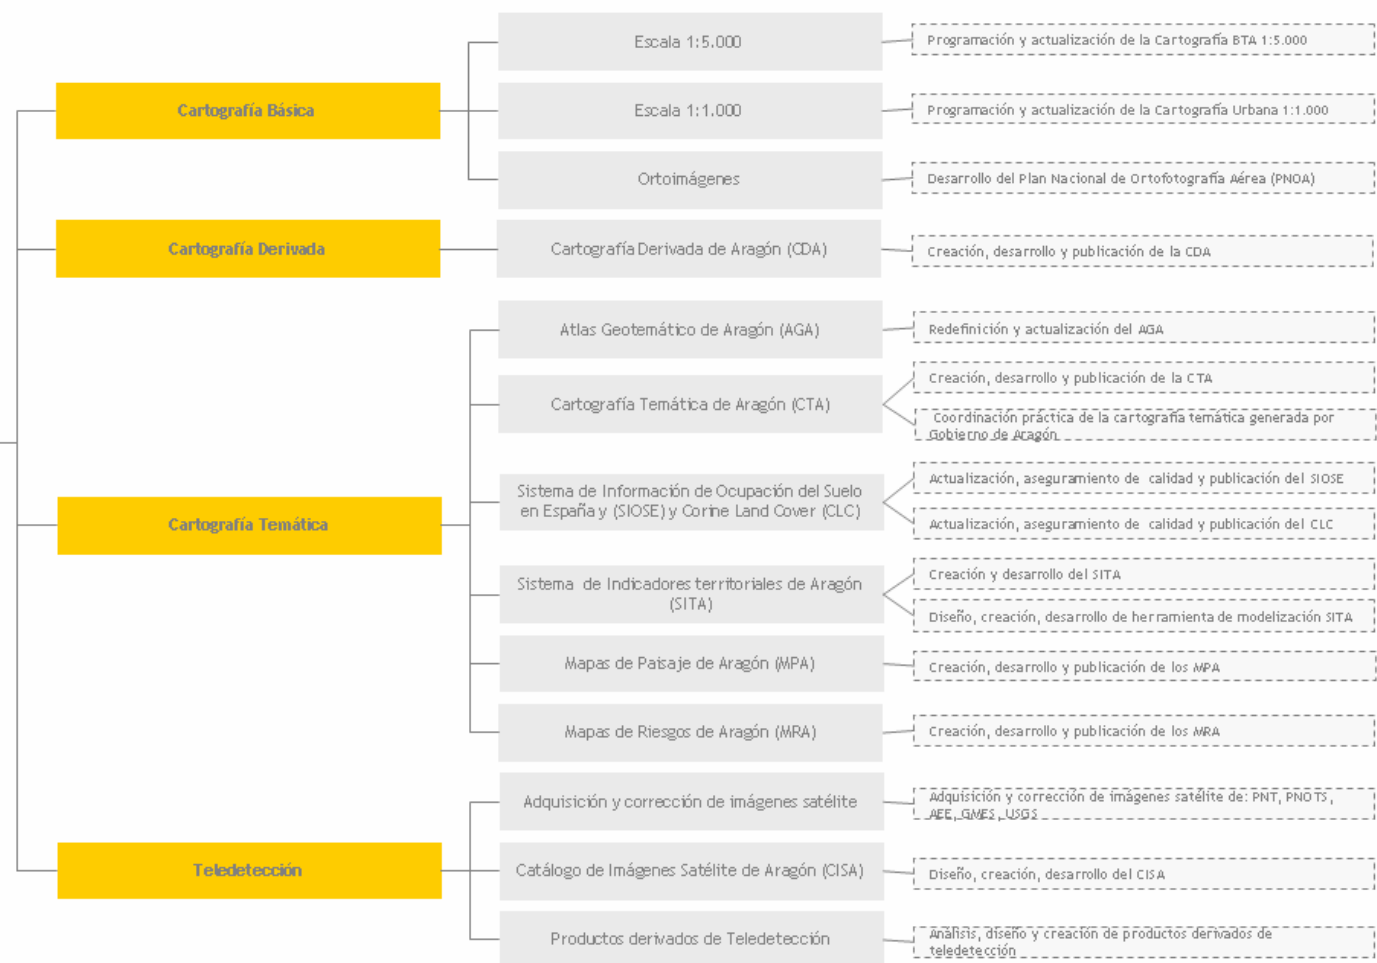 Cartografía Básica
Escala 1:5.000
Programación y actualización de la Cartografía BTA 1:5.000
Escala 1:1.000
Programación y actualización de la Cartografía Urbana 1:1.000
Ortoimágenes
Desarrollo del Plan Nacional de Ortofotografía Aérea (PNOA)
Cartografía Derivada
Cartografía Derivada de Aragón (CDA)
Creación, desarrollo y publicación de la CDA
Cartografía Temática
Atlas Geotemático de Aragón (AGA)
Redefinición y actualización del AGA
Cartografía Temática de Aragón (CTA)
Creación, desarrollo y publicación de la CTA
Coordinación práctica de la cartografía temática generada por
Gobierno de Aragón
Sistema de Información de Ocupación del Suelo
en España y (SIOSE) y Corine Land Cover (CLC)
Actualización, aseguramiento de calidad y publicación del SIOSE
Actualización, aseguramiento de calidad y publicación del CLC
Sistema de Indicadores territoriales de Aragón
(SITA)
Creación y desarrollo del SITA
Diseño, creación, desarrollo de herramienta de modelización SITA
Mapas de Paisaje de Aragón (MPA)
Creación, desarrollo y publicación de los MPA
Mapas de Riesgos de Aragón (MRA)
Creación, desarrollo y publicación de los MRA
Teledetección
Adquisición y corrección de imágenes satélite
Adquisición y corrección de imágenes satélite de: PNT, PNOTS,
AEE, GMES, USGS
Catálogo de Imágenes Satélite de Aragón (CISA)
Diseño, creación, desarrollo del CISA
Productos derivados de Teledetección
Análisis, diseño y creación de productos derivados de
teledetección